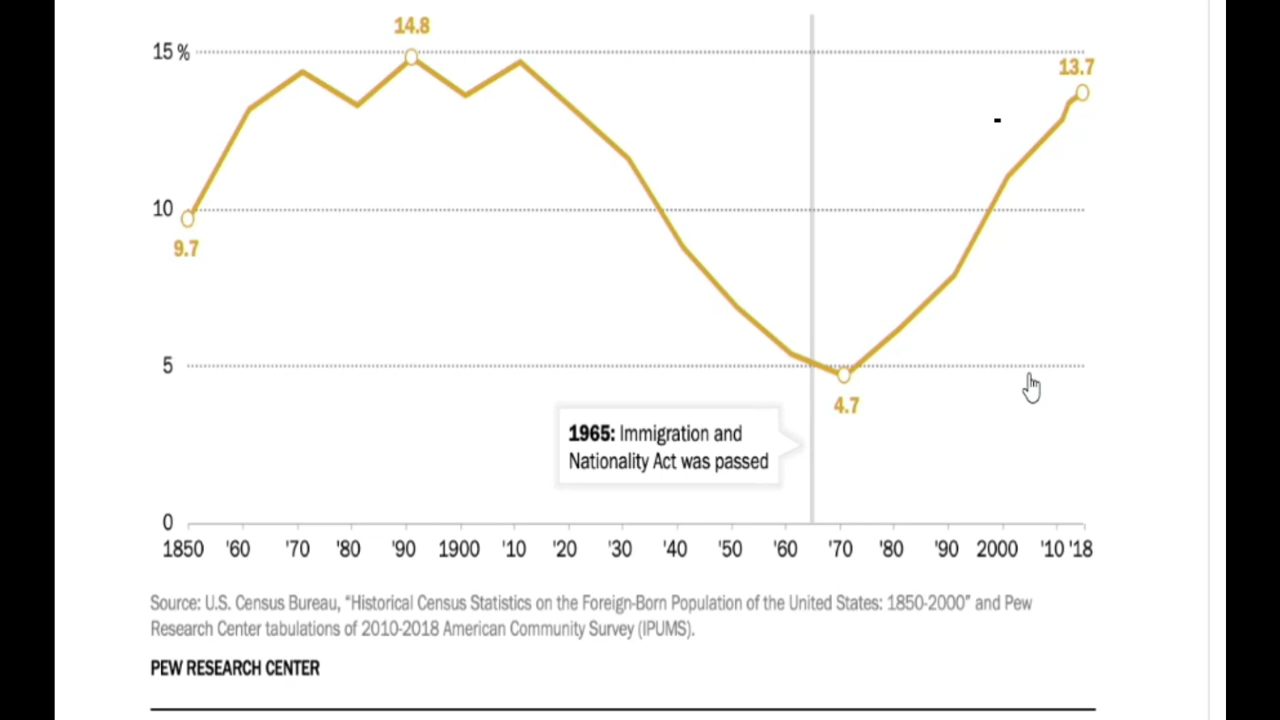 14.8
15 %
13.7
10
9.7
5
4.7
1965: Immigration and
Nationality Act was passed
0
1850 '60 '70 '80 '90 1900 '10 '20 '30 '40 '50 '60 '70 '80 '90 2000 '10 '18
Source: U.S. Census Bureau, “Historical Census Statistics on the Foreign-Born Population of the United States: 1850-2000” and Pew
Research Center tabulations of 2010-2018 American Community Survey (IPUMS).
PEW RESEARCH CENTER